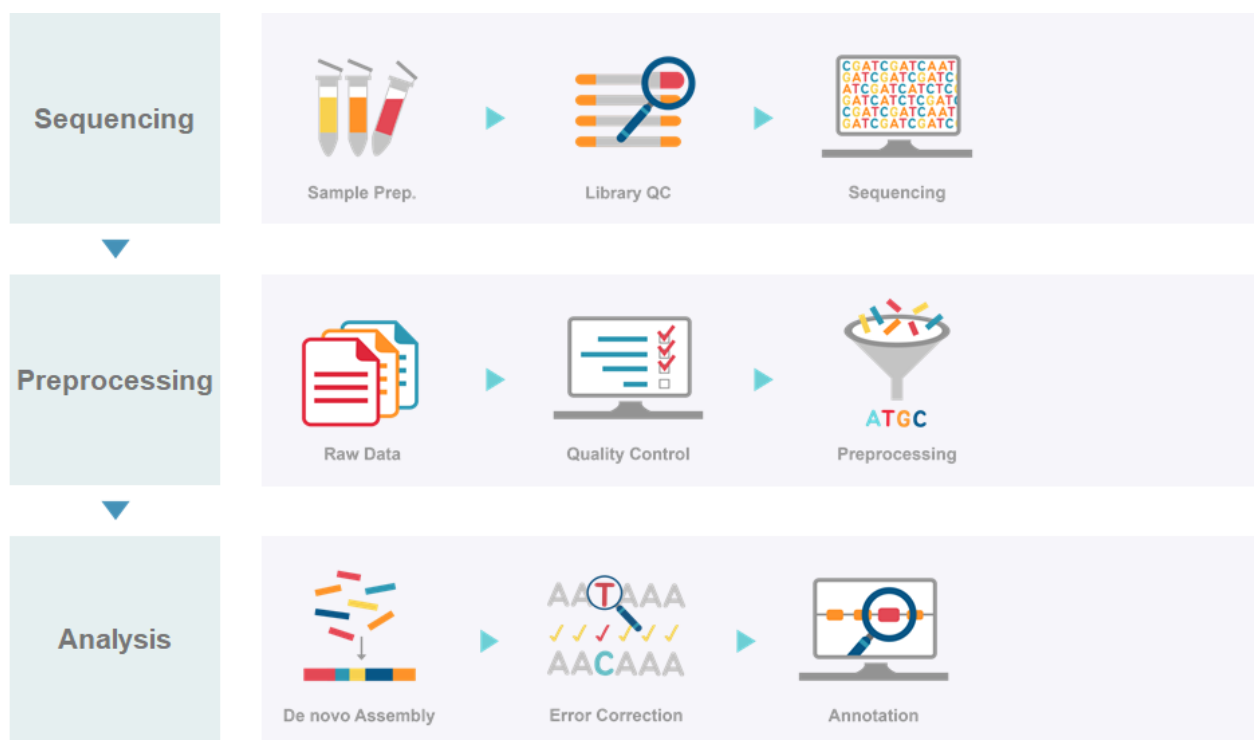 Sequencing
CGATCGATCAAT
GATCGATCGATC
ATCGATCATCTC
GATCATCTCGATC
CGATCGATCAAT
GATCGATCGATC
Sample Prep.
Library QC
Sequencing
Preprocessing
ATGC
Raw Data
Quality Control
Preprocessing
Analysis
AATAAA
AACAAA
De novo Assembly
Error Correction
Annotation